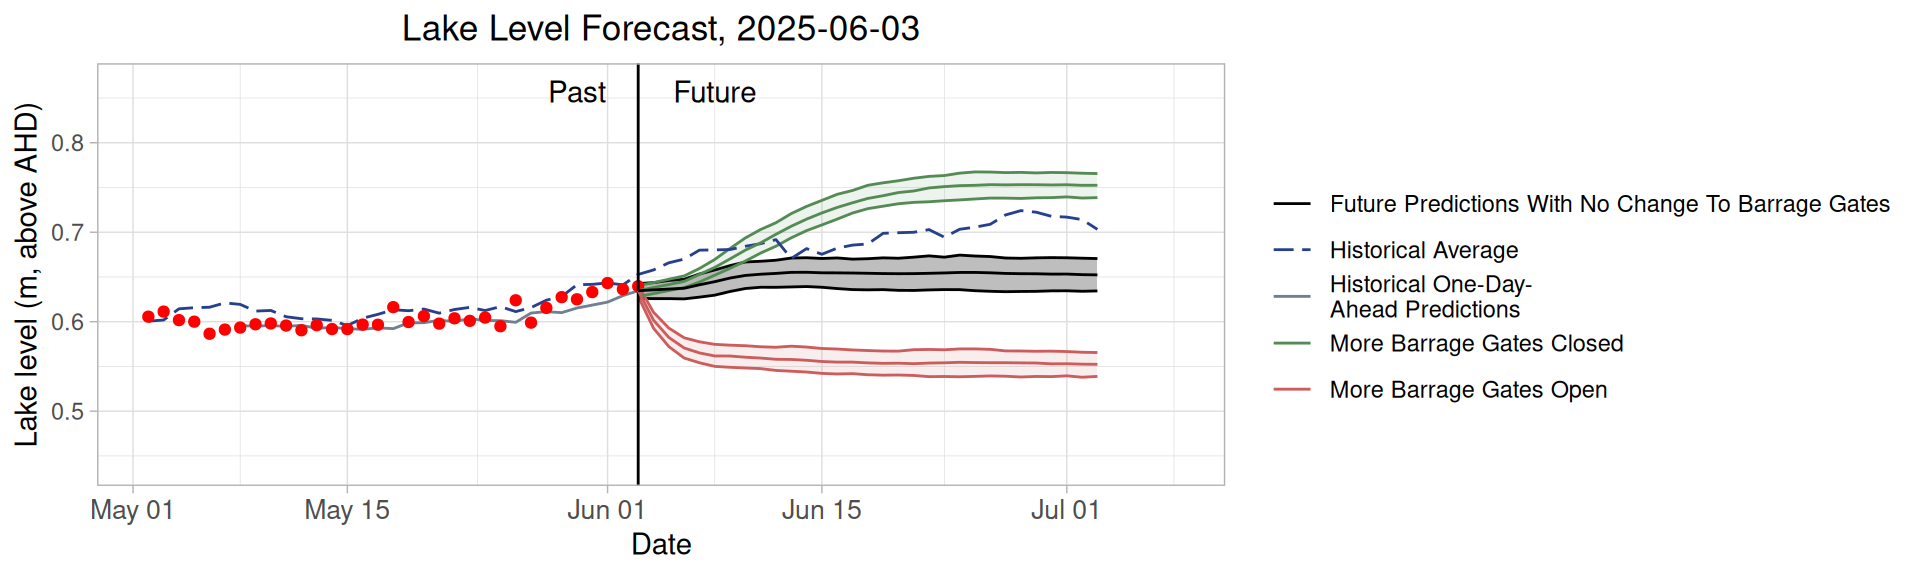 Lake Level Forecast, 2025-06-03
Past
Future
Lake level (m, above AHD)
0.8
0.7
0.6
0.5
May 01
May 15
Jun 01
Jun 15
Jul 01
Date
Future Predictions With No Change To Barrage Gates
Historical Average
Historical One-Day-
Ahead Predictions
More Barrage Gates Closed
More Barrage Gates Open